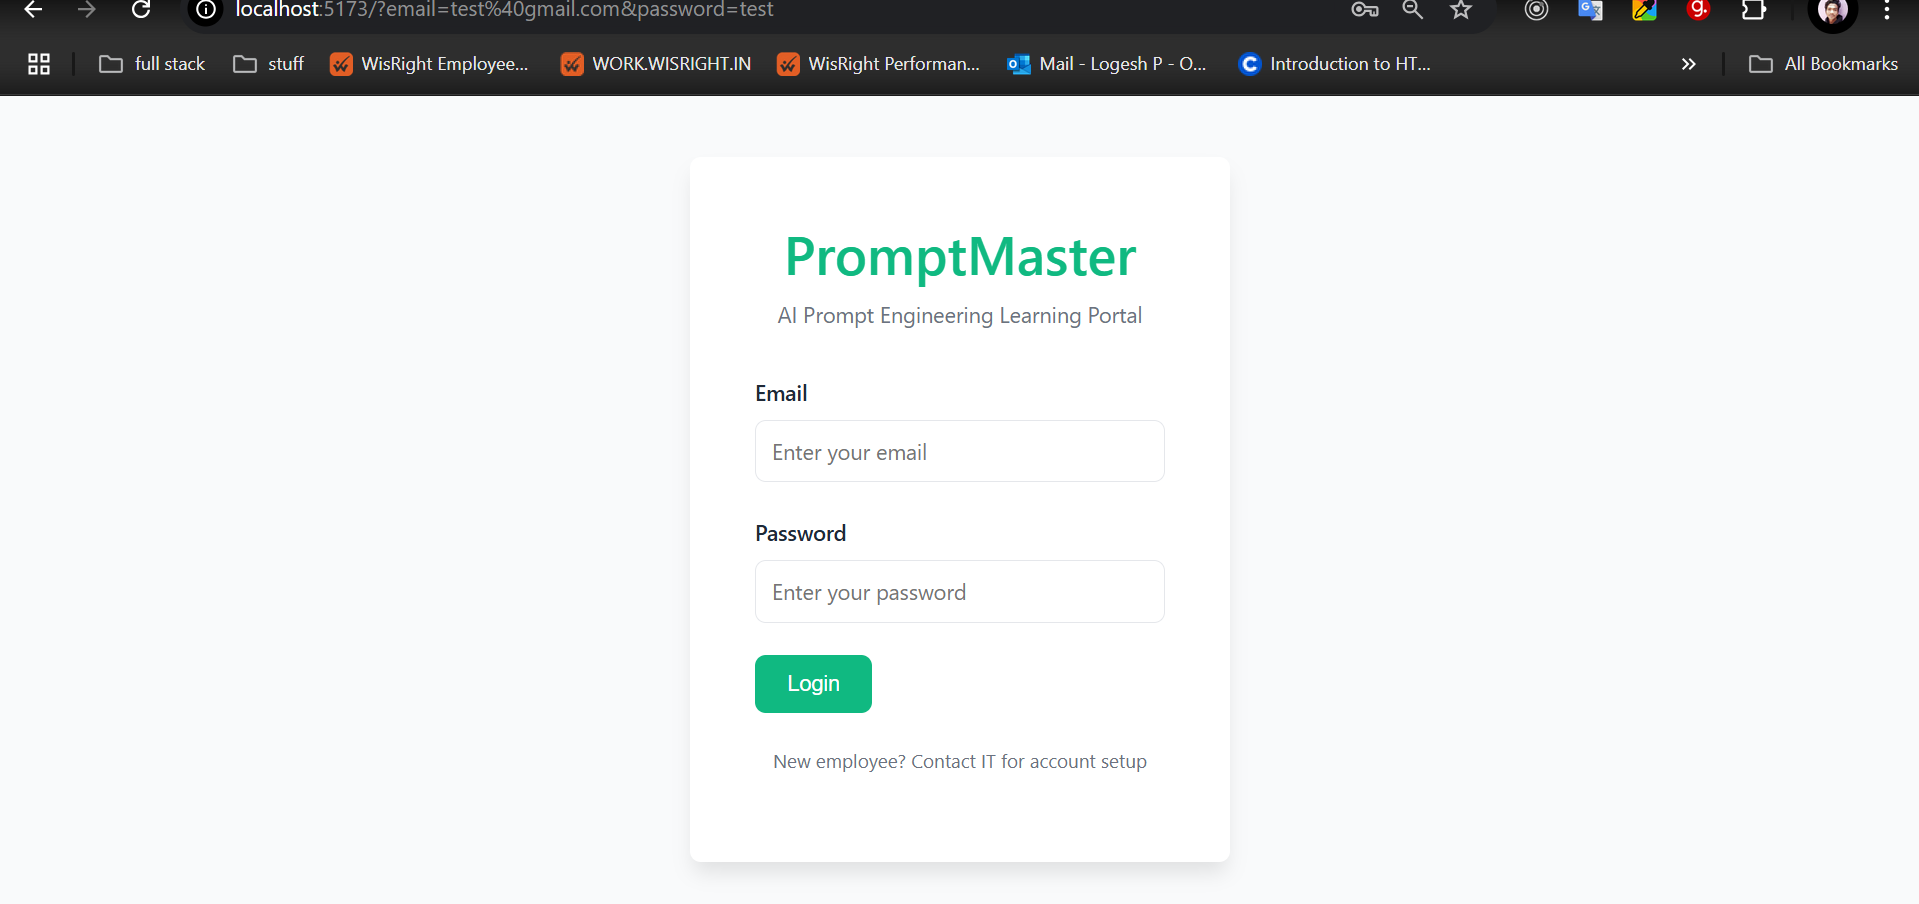 localhost:5173/?email=test%40gmail.com&password=test
full stack
stuff
WisRight Employee...
WORK.WISRIGHT.IN
WisRight Performan...
Mail - Logesh P - O...
Introduction to HT...
All Bookmarks
PromptMaster
AI Prompt Engineering Learning Portal
Email
Enter your email
Password
Enter your password
Login
New employee? Contact IT for account setup